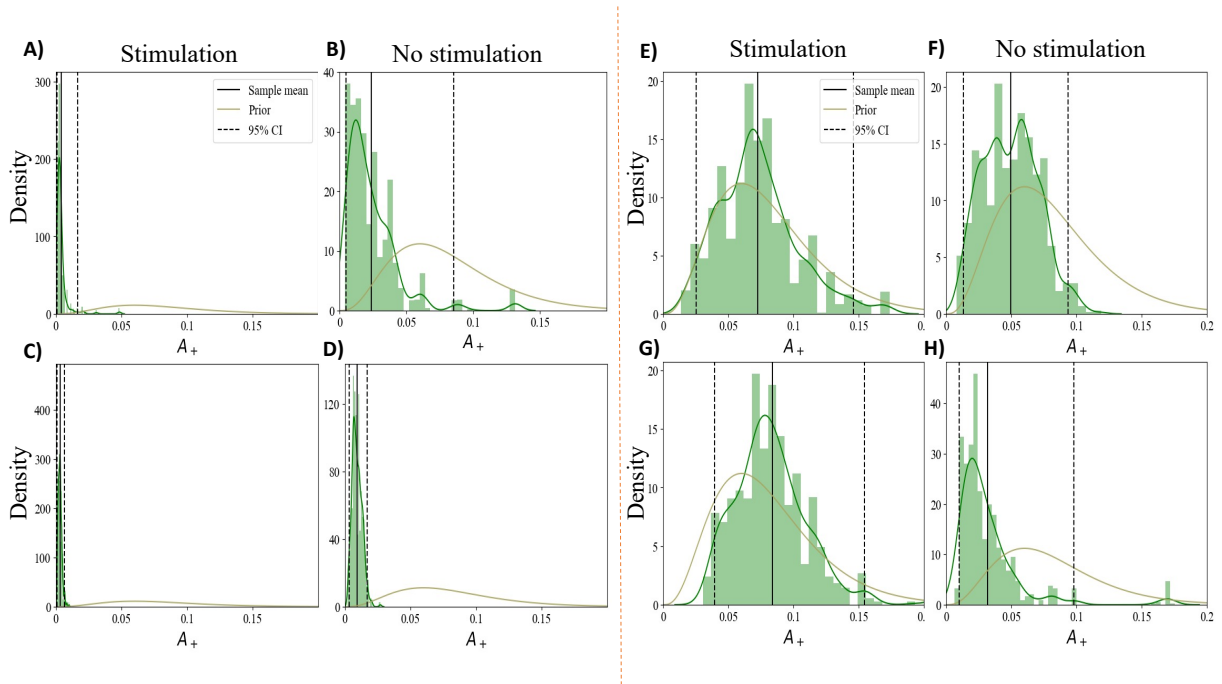 A) Stimulation
B) No stimulation
E) Stimulation
F) No stimulation
Density
300
200
100
0
0 0.05 0.1 0.15
A+
Sample mean
Prior
95% CI
40
30
20
10
0
0 0.05 0.1 0.15
A+
Density
20
15
10
5
0
0 0.05 0.1 0.15
A+
Sample mean
Prior
95% CI
20
15
10
5
0
0 0.05 0.1 0.15 0.2
A+
C)
Density
400
300
200
100
0
0 0.05 0.1 0.15
A+
D)
120
80
40
0
0 0.05 0.1 0.15
A+
G)
Density
20
15
10
5
0
0 0.05 0.1 0.15
A+
H)
40
30
20
10
0
0 0.05 0.1 0.15 0.2
A+